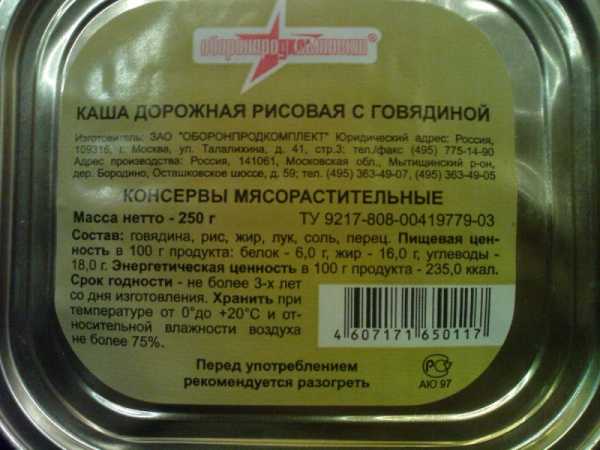 оборонпродкомплект®
КАША ДОРОЖНАЯ РИСОВАЯ С ГОВЯДИНОЙ
Изготовитель: ЗАО "ОБОРОНПРОДКОМПЛЕКТ" Юридический адрес: Россия,
109316, г. Москва, ул. Талалихина, д. 41, стр.3; тел./факс (495) 775-14-90
Адрес производства: Россия, 141061, Московская обл., Мытищинский р-он,
дер. Бородино, Осташковское шоссе, д. 59; тел. (495) 363-49-07, (495) 363-49-05
КОНСЕРВЫ МЯСОРАСТИТЕЛЬНЫЕ
Масса нетто - 250 г ТУ 9217-808-00419779-03
Состав: говядина, рис, жир, лук, соль, перец. Пищевая цен-
ность в 100 г продукта: белок - 6,0 г, жир - 16,0 г, углеводы -
18,0 г. Энергетическая ценность в 100 г продукта - 235,0 ккал.
Срок годности - не более 3-х лет
со дня изготовления. Хранить при
температуре от 0°до +20°С и от-
носительной влажности воздуха
не более 75%.
4 607171 650117
Перед употреблением
рекомендуется разогреть
РСТ
АЮ 97